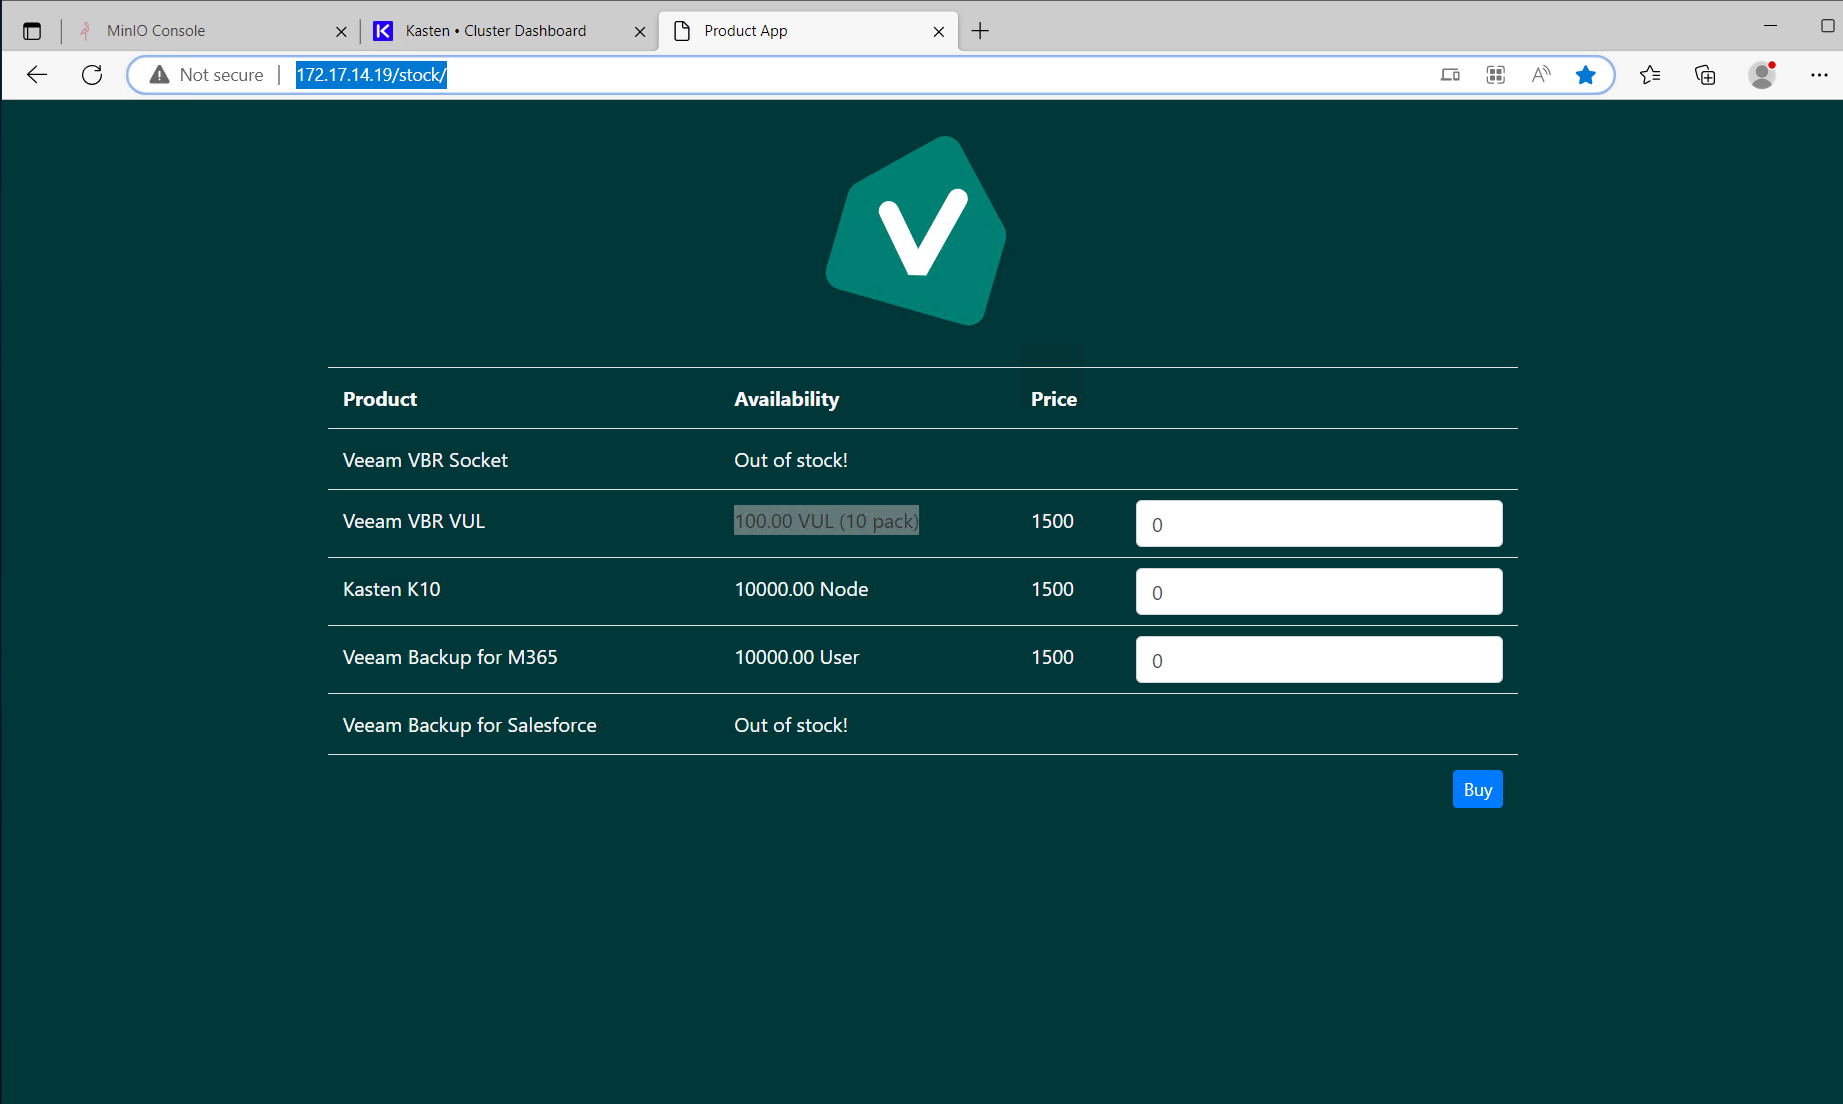 MinIO Console
Kasten • Cluster Dashboard
Product App
Not secure
172.17.14.19/stock/
Product Availability Price
Veeam VBR Socket Out of stock!
Veeam VBR VUL 100.00 VUL (10 pack) 1500 0
Kasten K10 10000.00 Node 1500 0
Veeam Backup for M365 10000.00 User 1500 0
Veeam Backup for Salesforce Out of stock!
Buy